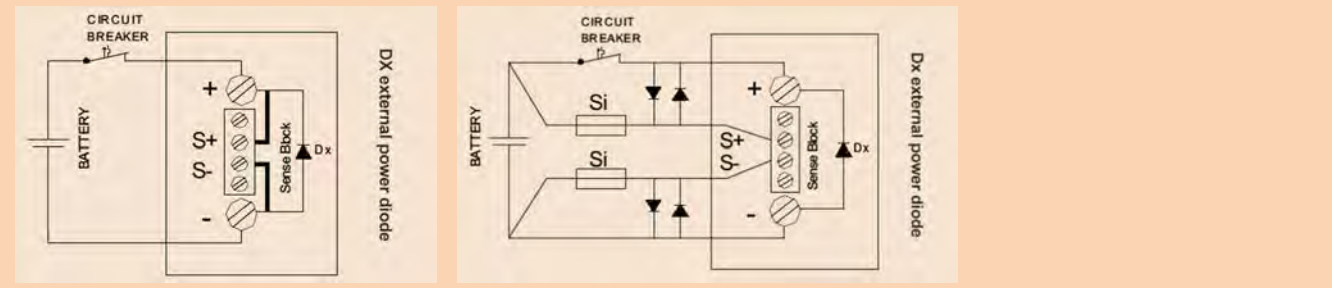 CIRCUIT
BREAKER
BATTERY
+
S+
S-
-
Sense Block
Dx
DX external power diode
CIRCUIT
BREAKER
BATTERY
Si
Si
+
S+
S-
-
Sense Block
Dx
Dx external power diode